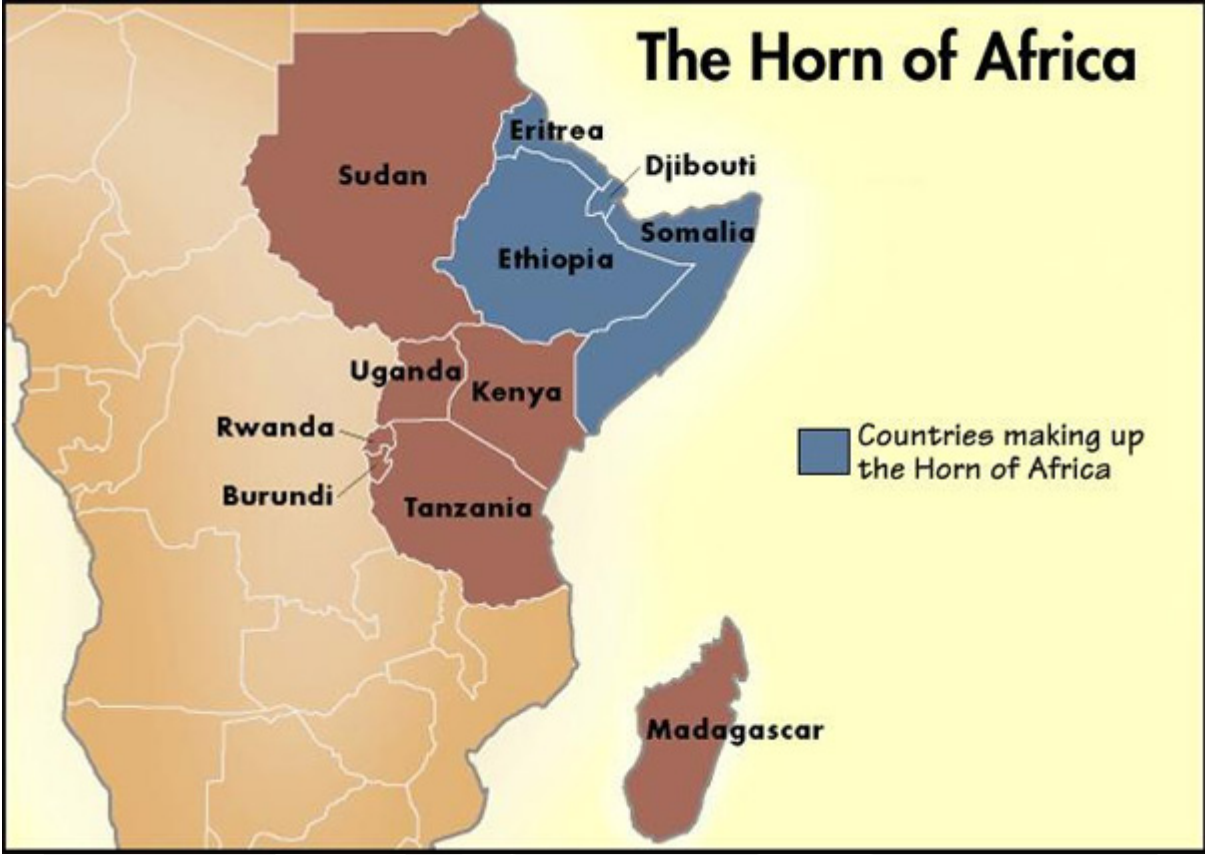 The Horn of Africa
Eritrea
Djibouti
Sudan
Somalia
Ethiopia
Uganda
Kenya
Rwanda
Countries making up
the Horn of Africa
Burundi
Tanzania
Madagascar